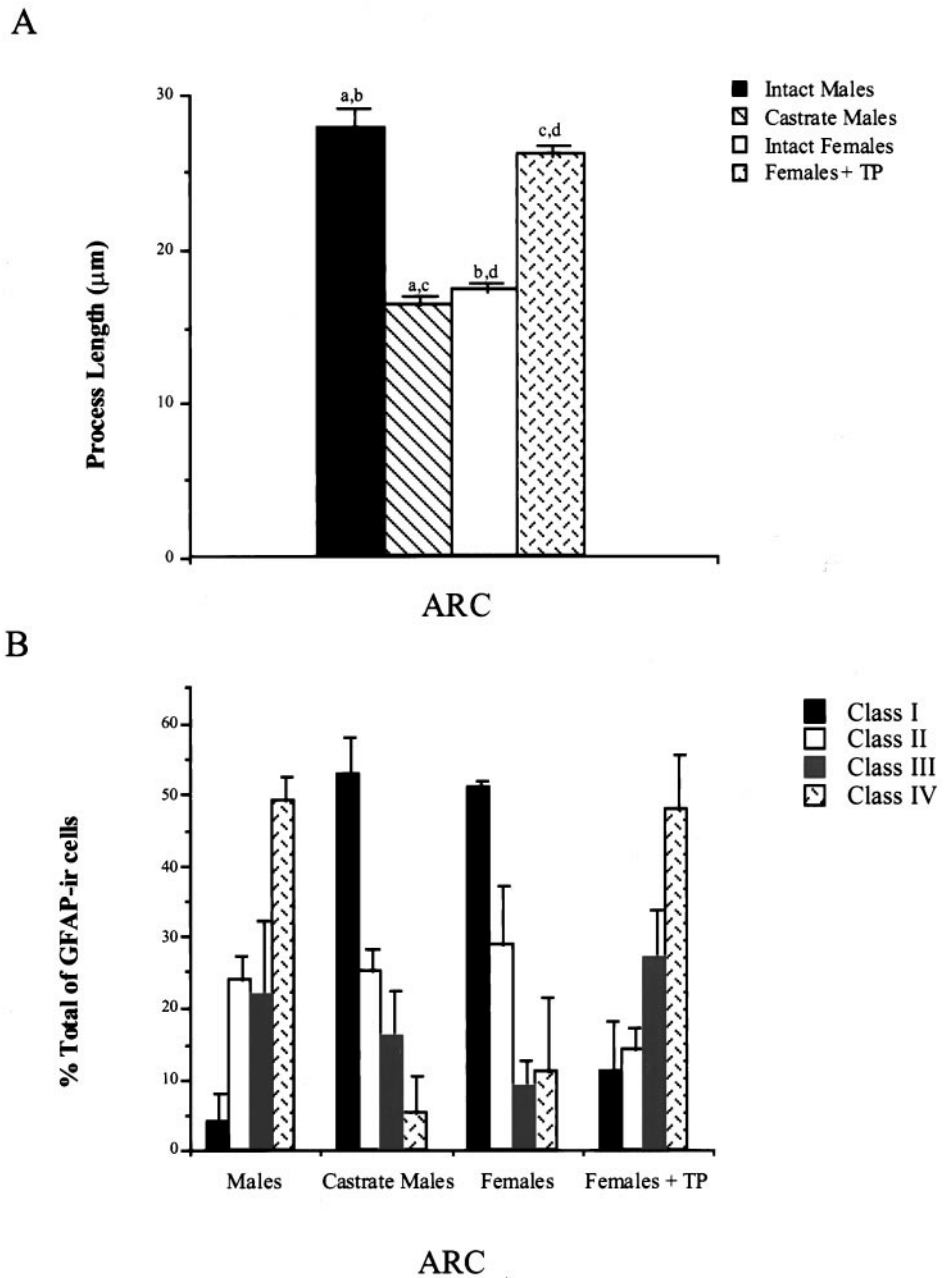 A
30
20
10
0
Process Length (μm)
a,b
a,c
b,d
c,d
Intact Males
Castrate Males
Intact Females
Females + TP
ARC
B
60
50
40
30
20
10
0
% Total of GFAP-ir cells
Class I
Class II
Class III
Class IV
Males Castrate Males Females Females + TP
ARC